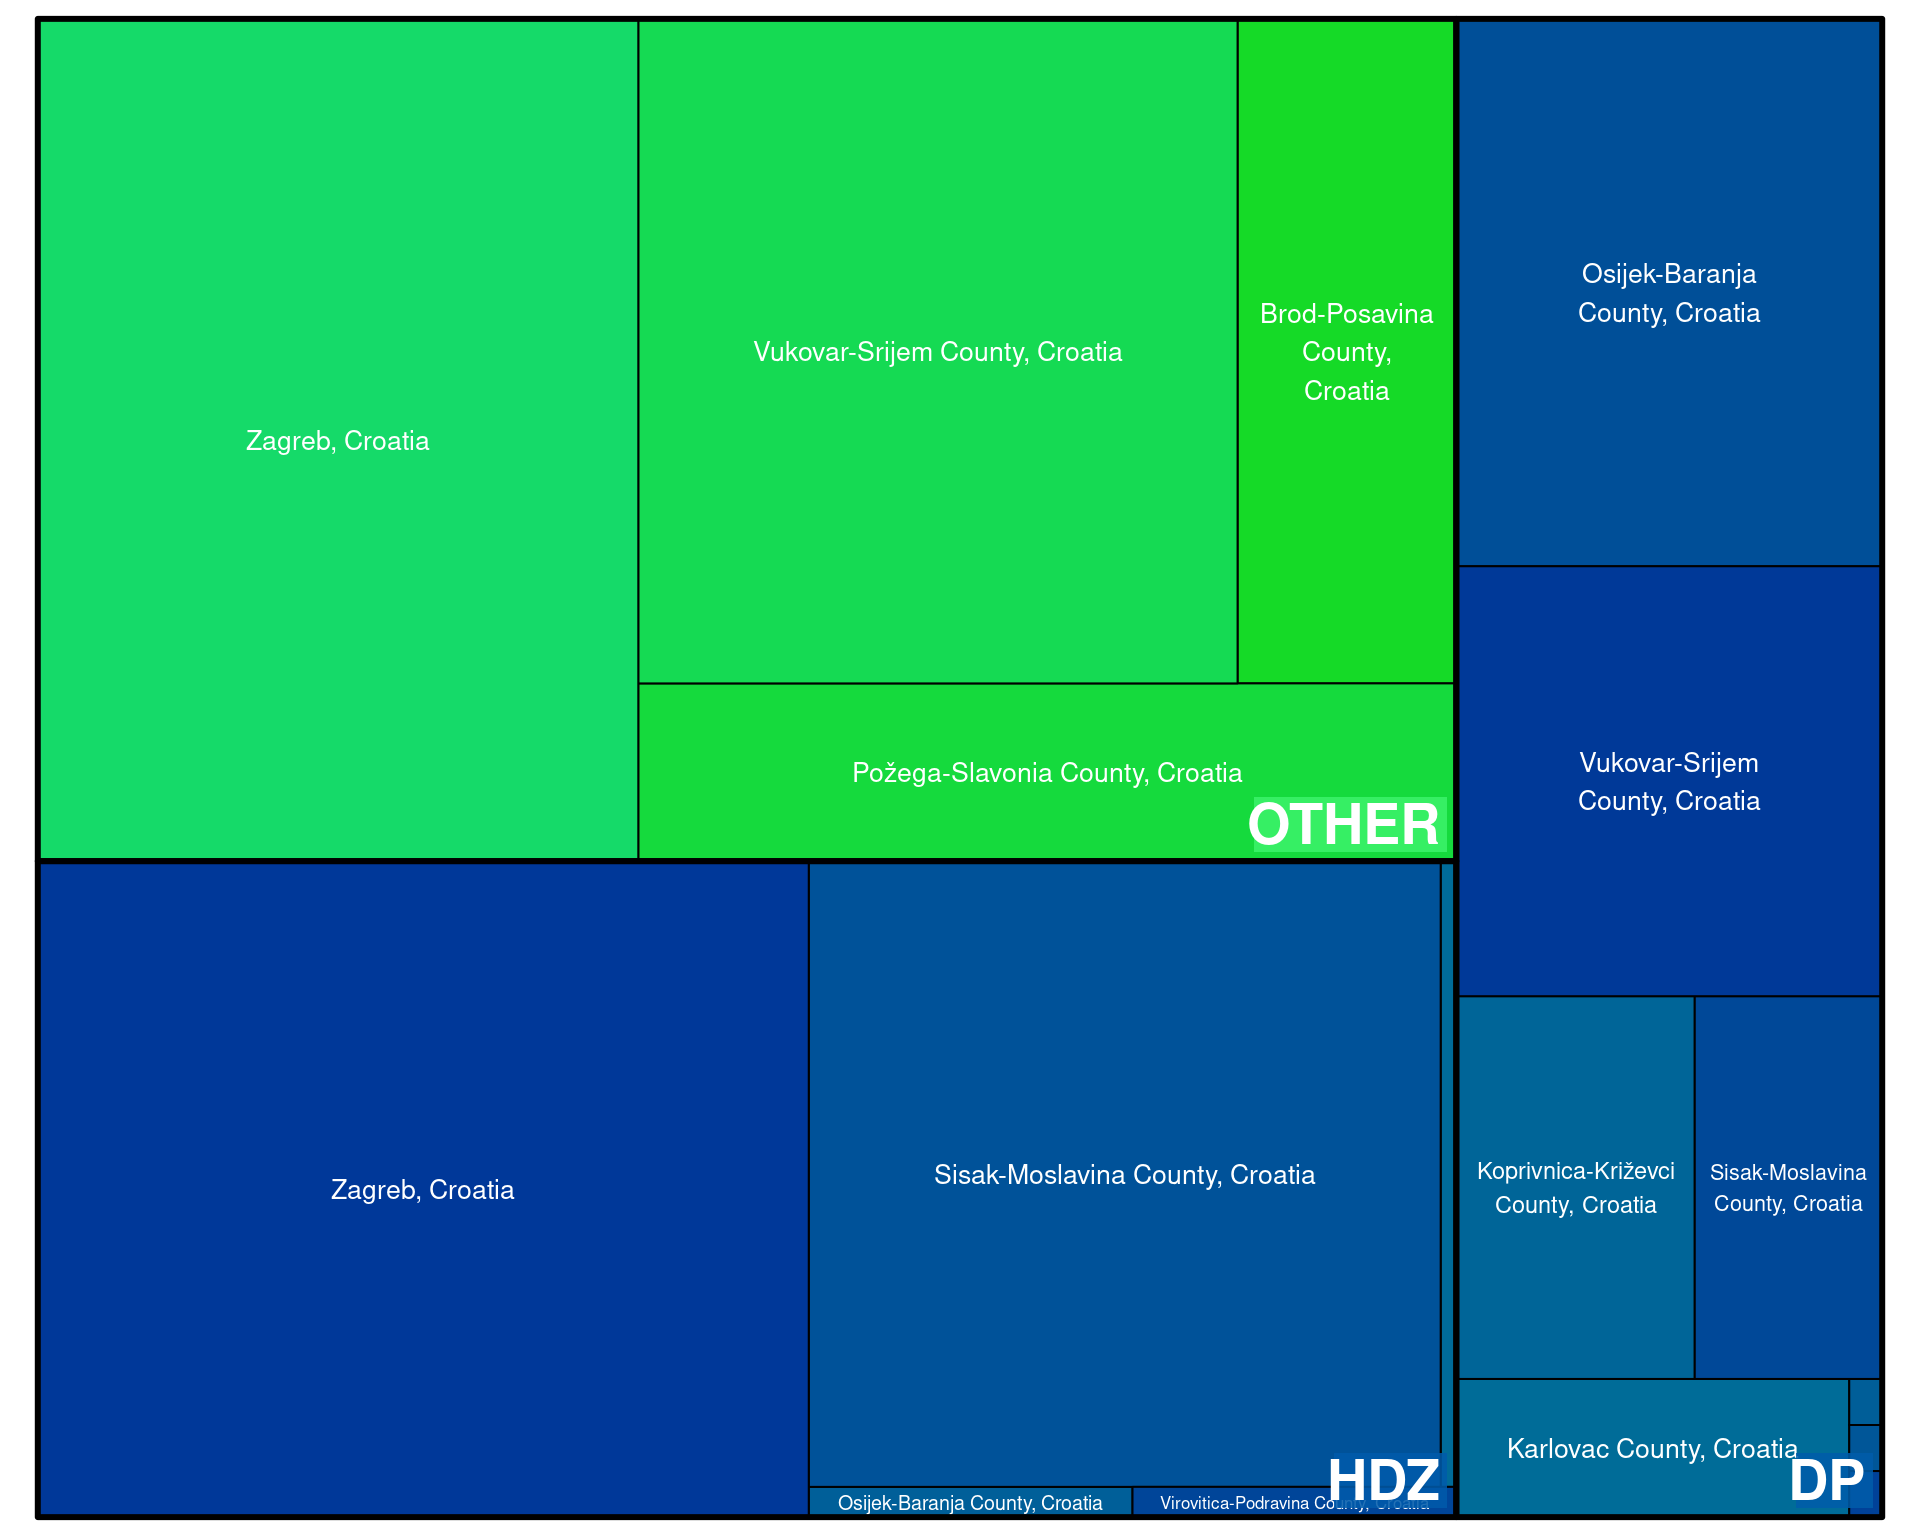 Zagreb, Croatia
Vukovar-Srijem County, Croatia
Brod-Posavina
County,
Croatia
Požega-Slavonia County, Croatia
OTHER
Osijek-Baranja
County, Croatia
Vukovar-Srijem
County, Croatia
Zagreb, Croatia
Sisak-Moslavina County, Croatia
Osijek-Baranja County, Croatia
Virovitica-Podravina County, Croatia
HDZ
Koprivnica-Križevci
County, Croatia
Sisak-Moslavina
County, Croatia
Karlovac County, Croatia
DP